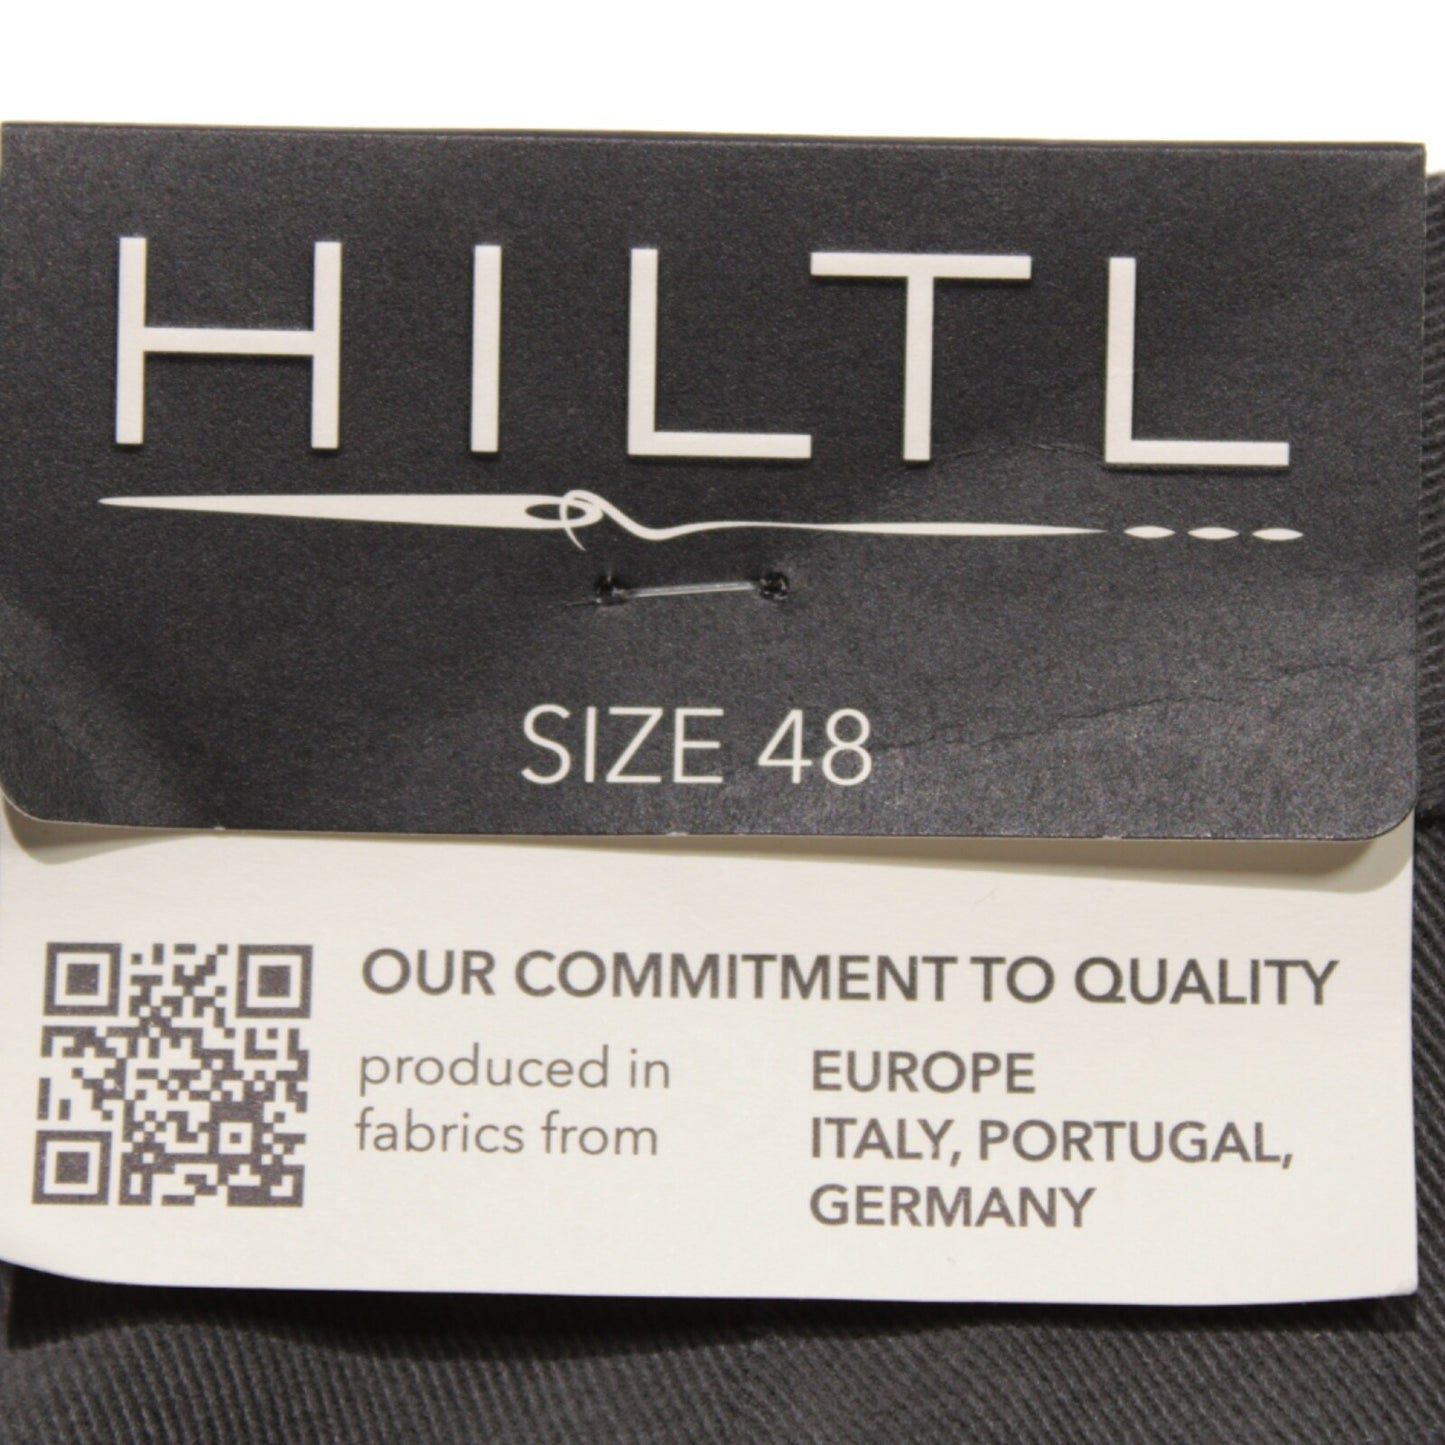 HILTL
SIZE 48
OUR COMMITMENT TO QUALITY
produced in EUROPE
fabrics from ITALY, PORTUGAL,
GERMANY